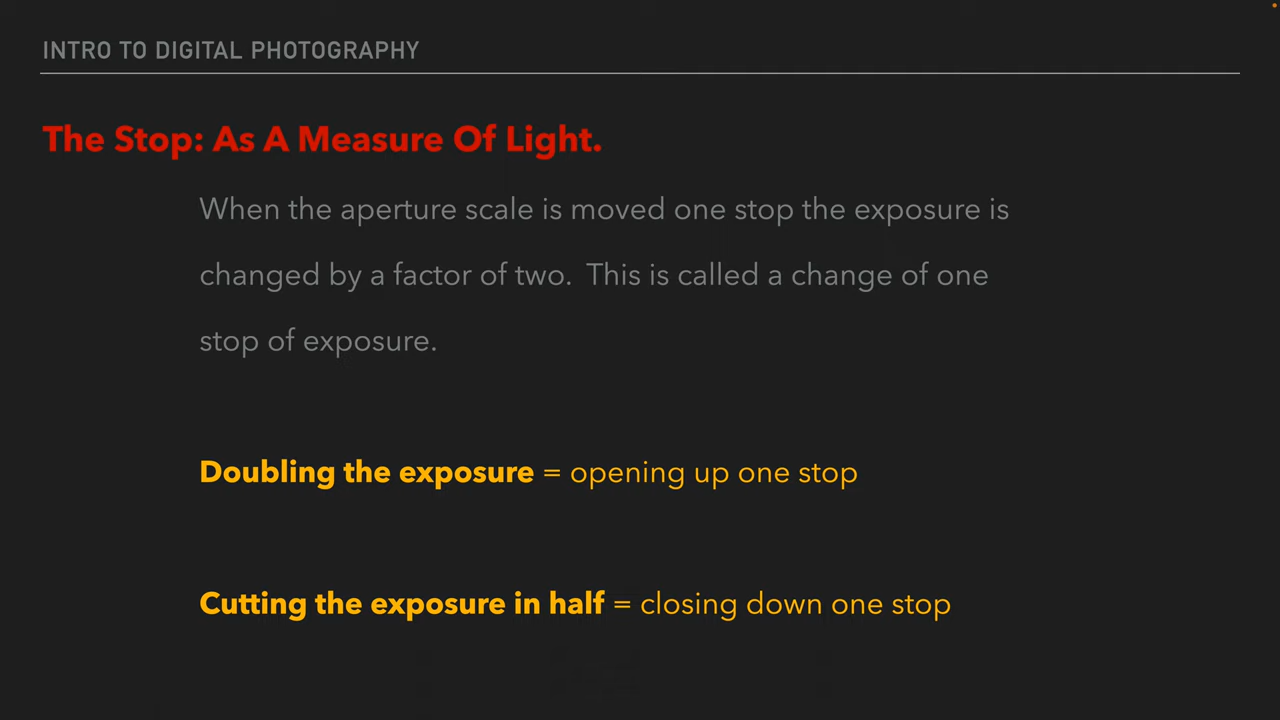 INTRO TO DIGITAL PHOTOGRAPHY
The Stop: As A Measure Of Light.
When the aperture scale is moved one stop the exposure is
changed by a factor of two.  This is called a change of one
stop of exposure.
Doubling the exposure = opening up one stop
Cutting the exposure in half = closing down one stop